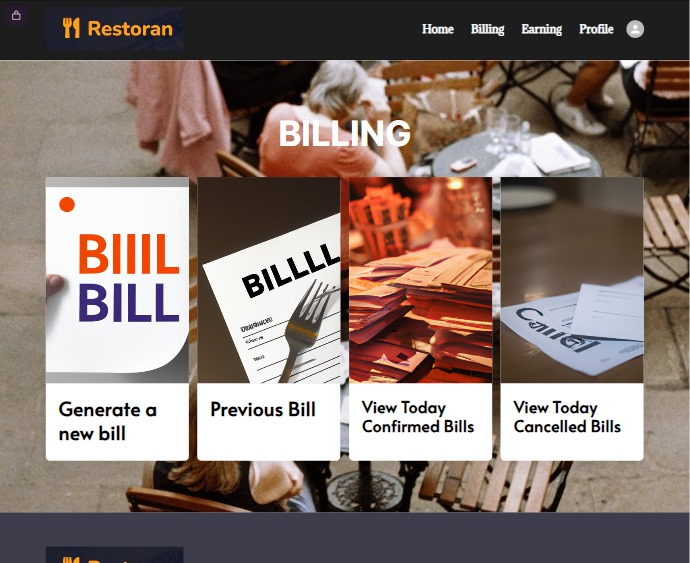 Restoran
Home Billing Earning Profile
BILLING
BIIIL
BILL
BILLLL
Generate a
new bill
Previous Bill
View Today
Confirmed Bills
View Today
Cancelled Bills